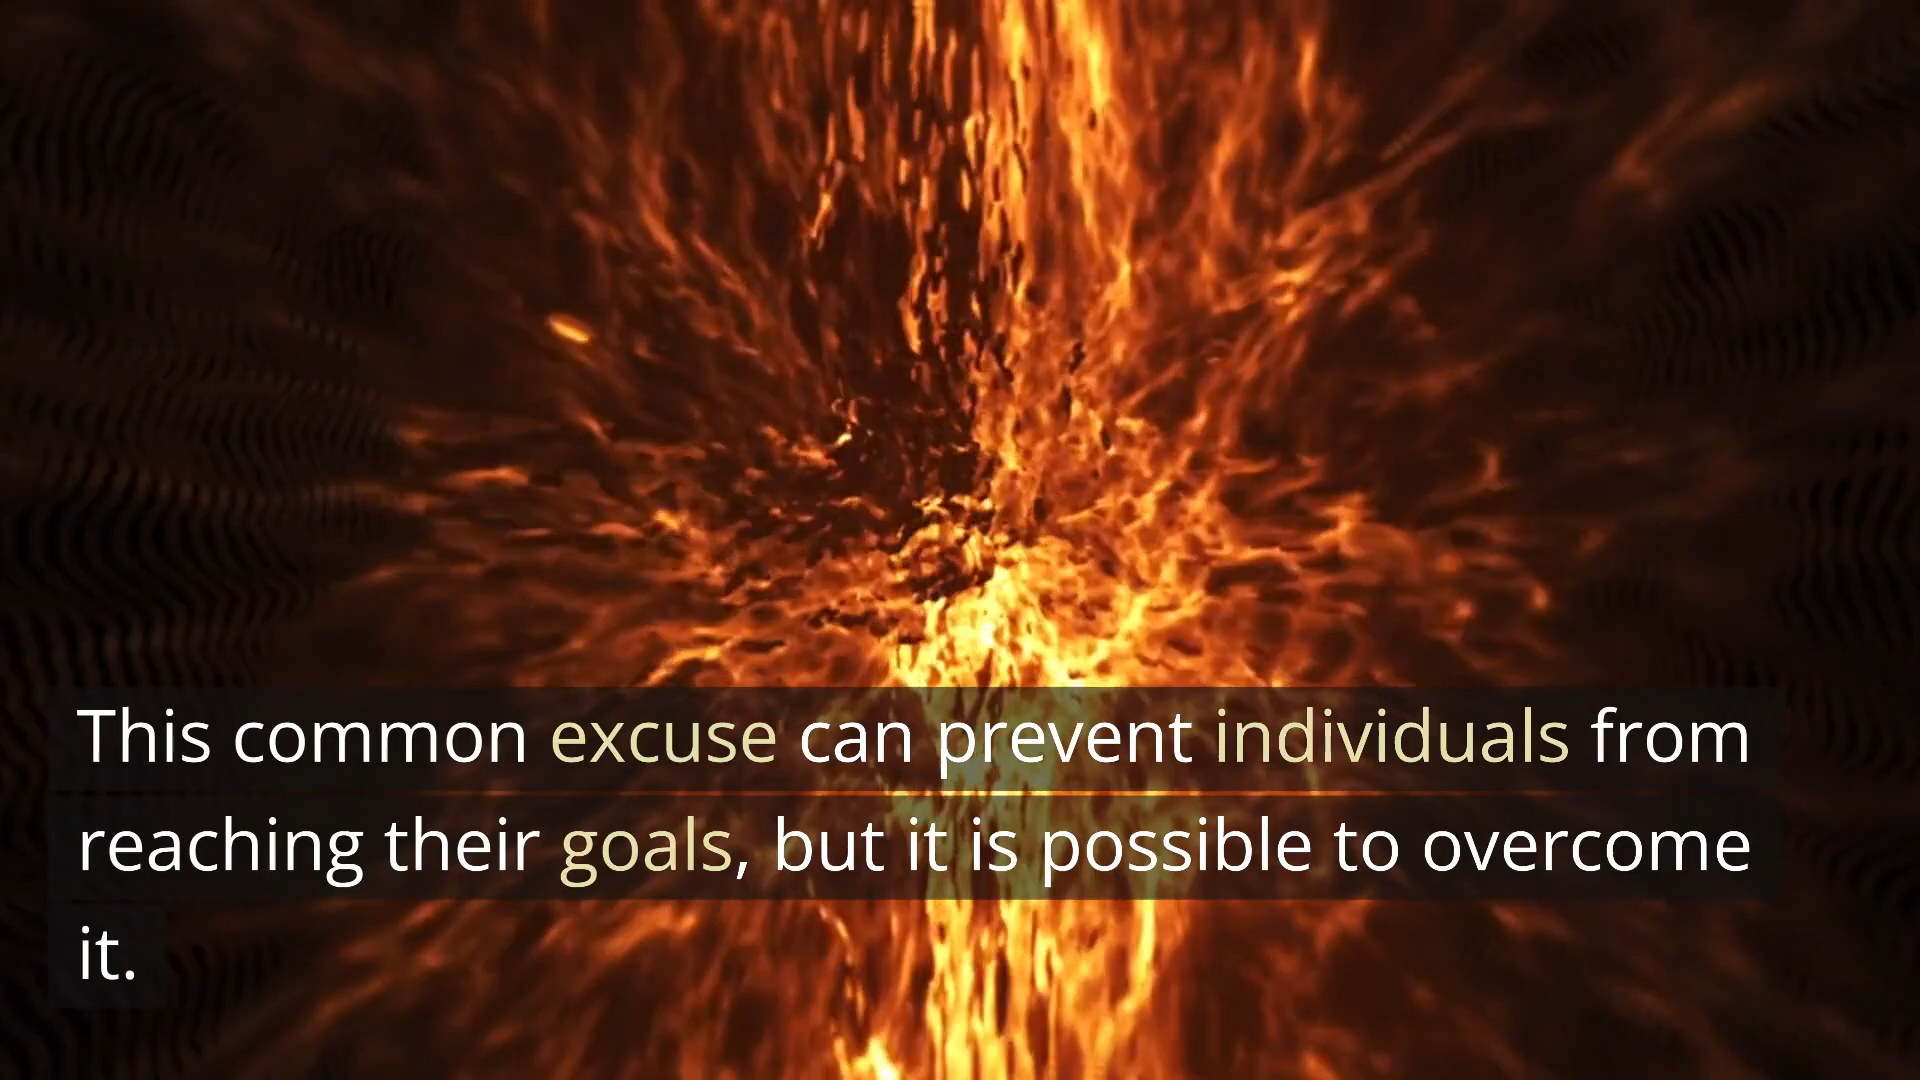 This common excuse can prevent individuals from
reaching their goals, but it is possible to overcome
it.